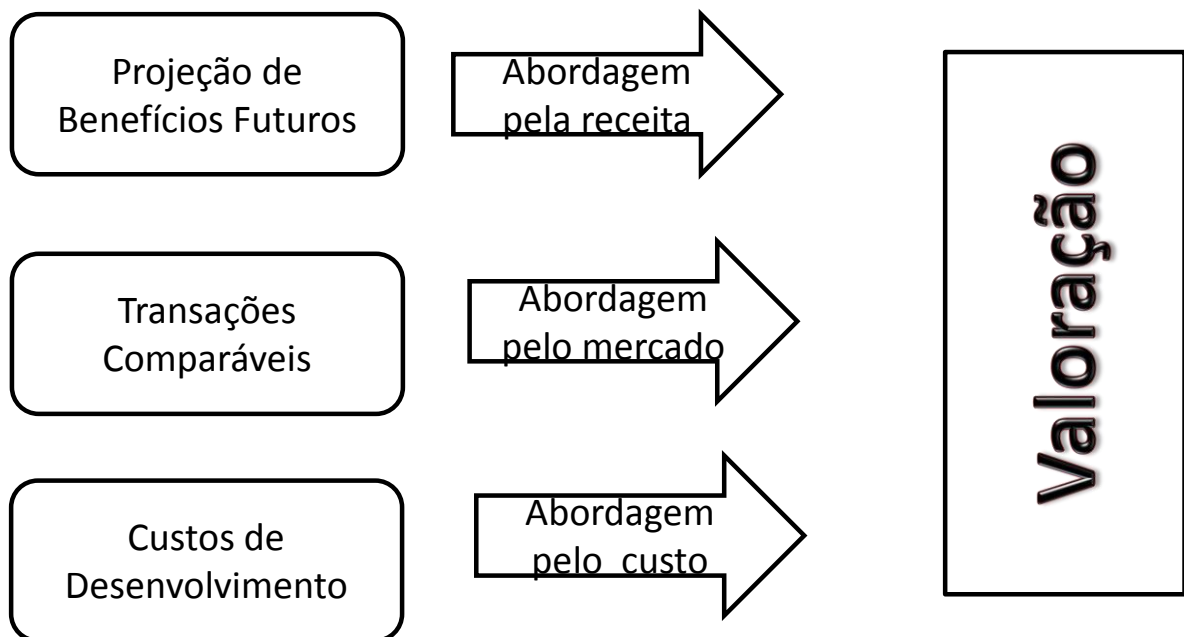 Projeção de
Benefícios Futuros
Abordagem
pela receita
Transações
Comparáveis
Abordagem
pelo mercado
Custos de
Desenvolvimento
Abordagem
pelo  custo
Valoração